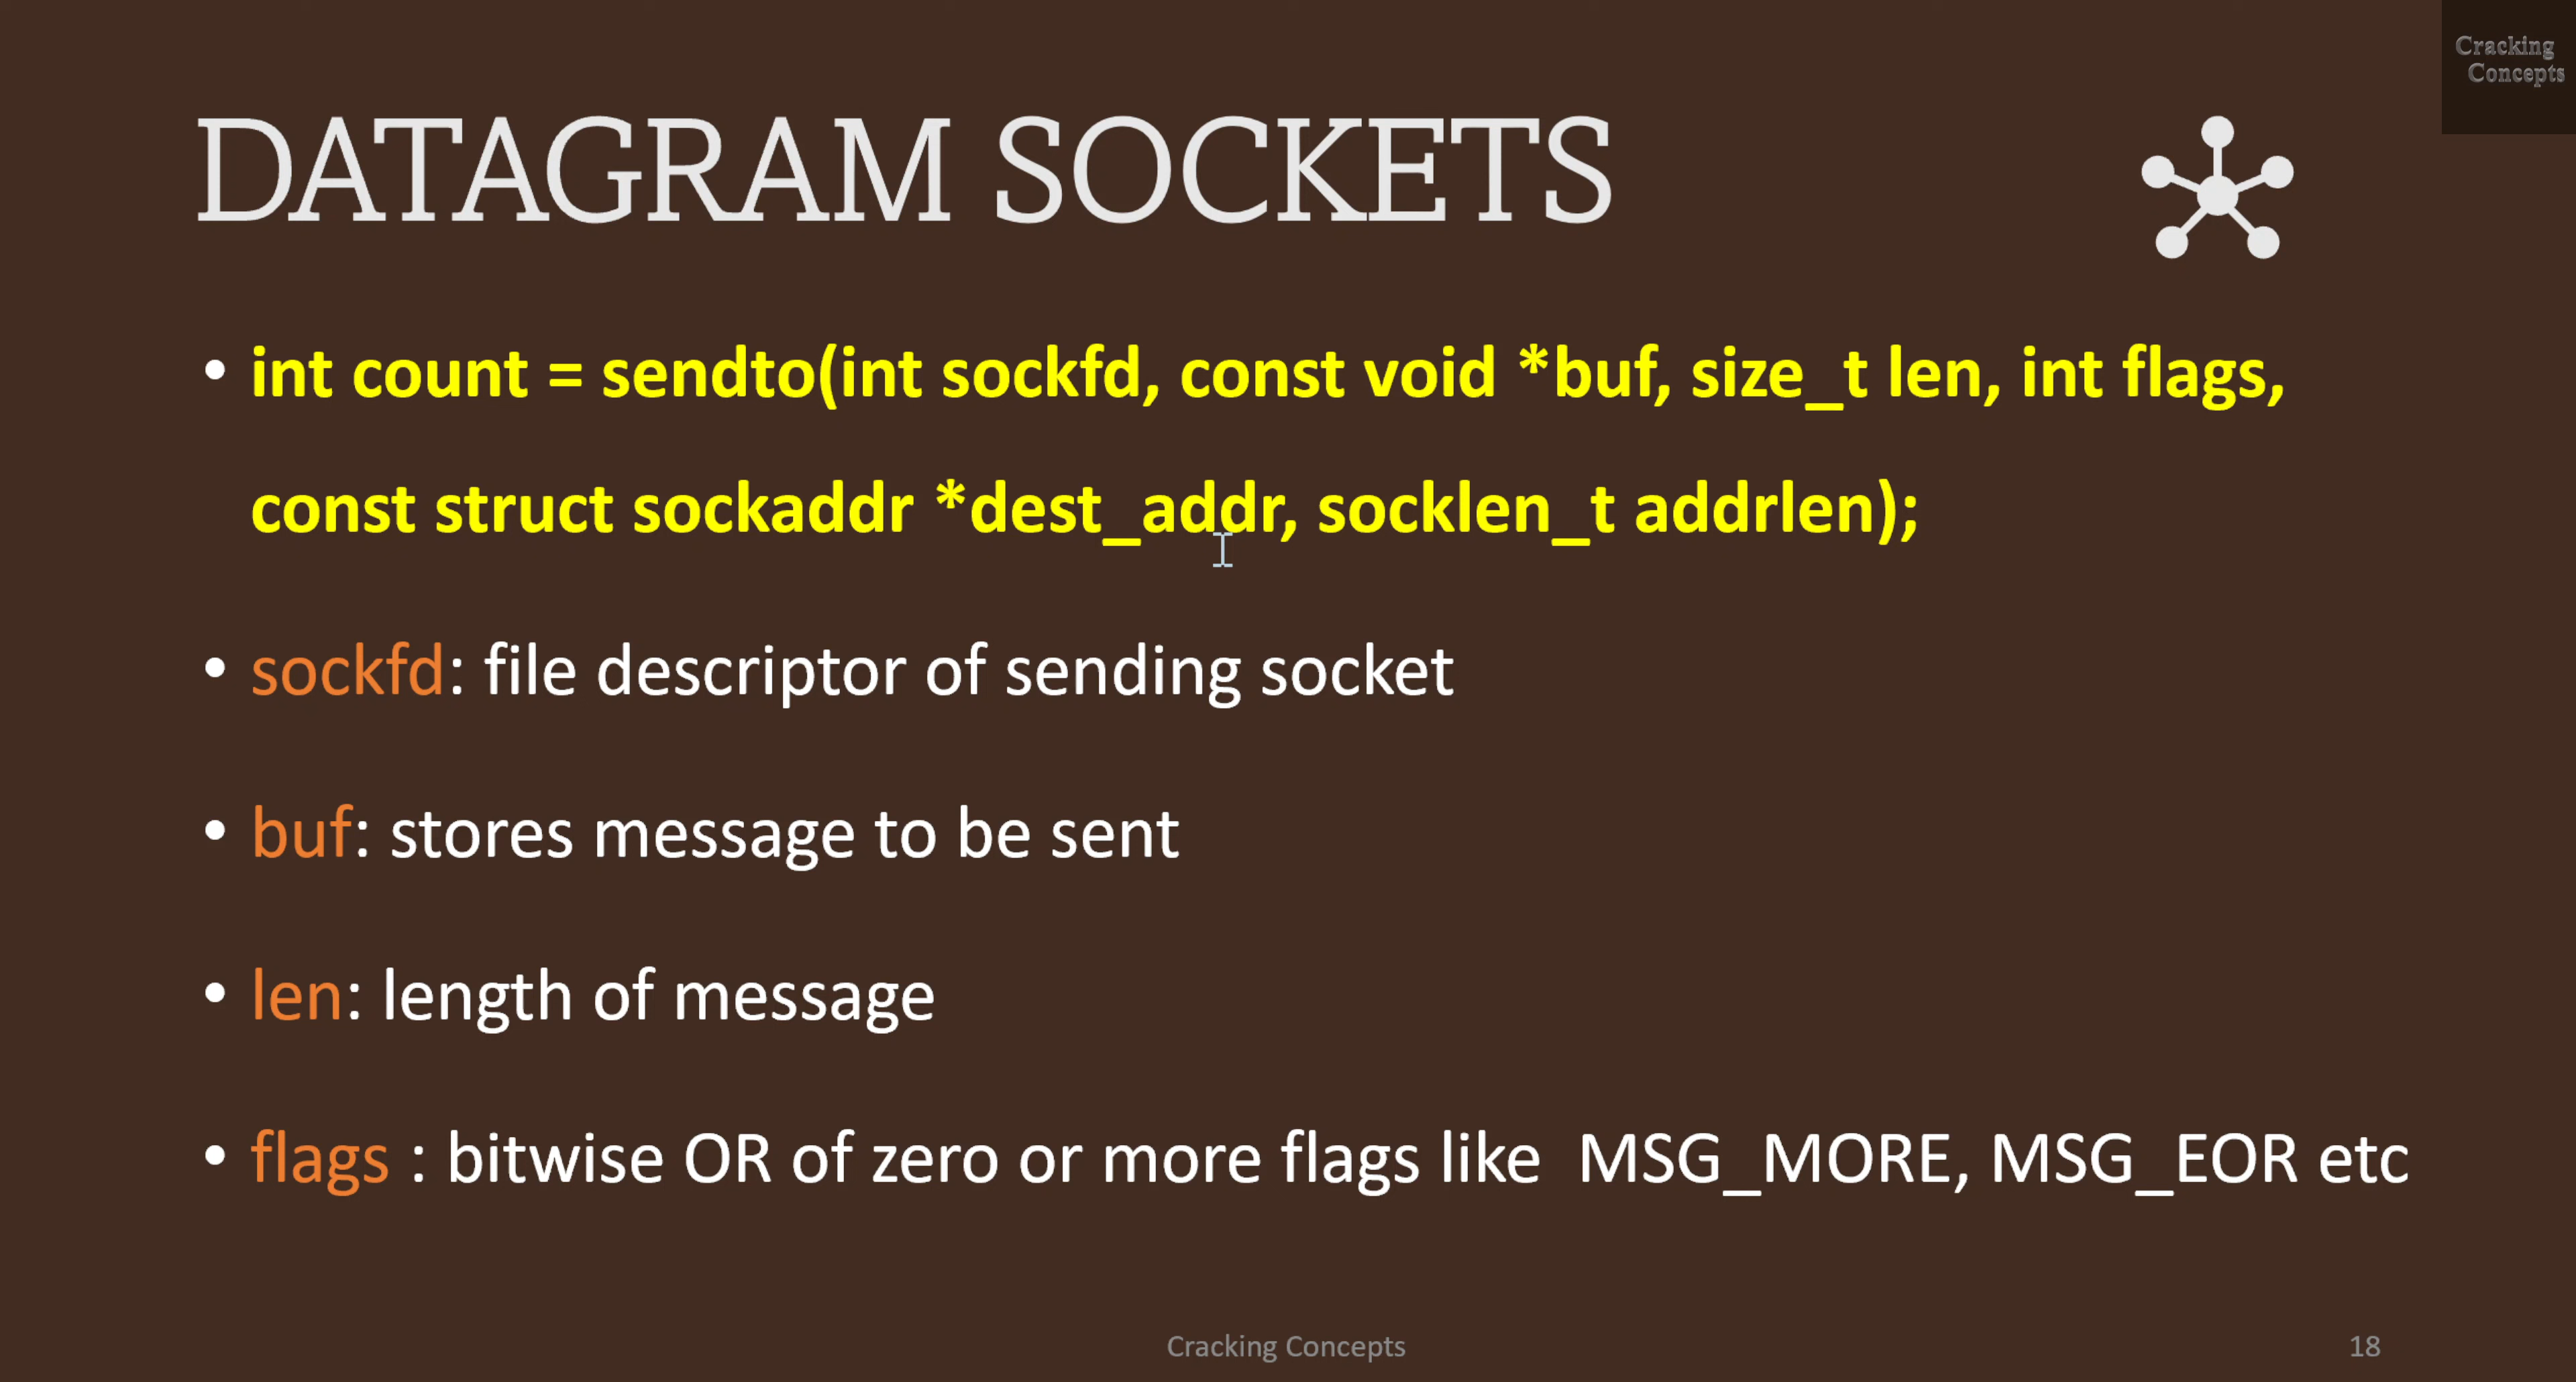 Cracking
Concepts
DATAGRAM SOCKETS
• int count = sendto(int sockfd, const void *buf, size_t len, int flags,
const struct sockaddr *dest_addr, socklen_t addrlen);
• sockfd: file descriptor of sending socket
• buf: stores message to be sent
• len: length of message
• flags : bitwise OR of zero or more flags like  MSG_MORE, MSG_EOR etc
Cracking Concepts
18